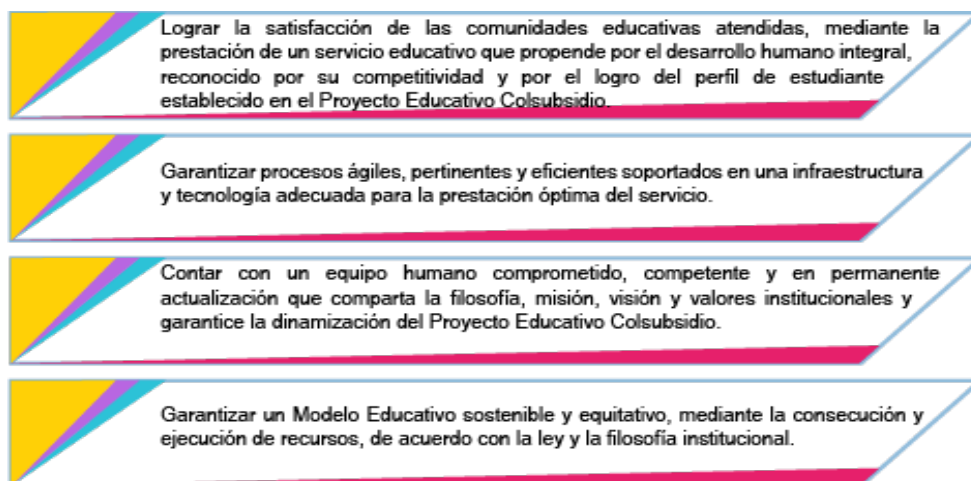 Lograr la satisfacción de las comunidades educativas atendidas, mediante la
prestación de un servicio educativo que propende por el desarrollo humano integral,
reconocido por su competitividad y por el logro del perfil de estudiante
establecido en el Proyecto Educativo Colsubsidio.
Garantizar procesos ágiles, pertinentes y eficientes soportados en una infraestructura
y tecnología adecuada para la prestación óptima del servicio.
Contar con un equipo humano comprometido, competente y en permanente
actualización que comparta la filosofía, misión, visión y valores institucionales y
garantice la dinamización del Proyecto Educativo Colsubsidio.
Garantizar un Modelo Educativo sostenible y equitativo, mediante la consecución y
ejecución de recursos, de acuerdo con la ley y la filosofía institucional.